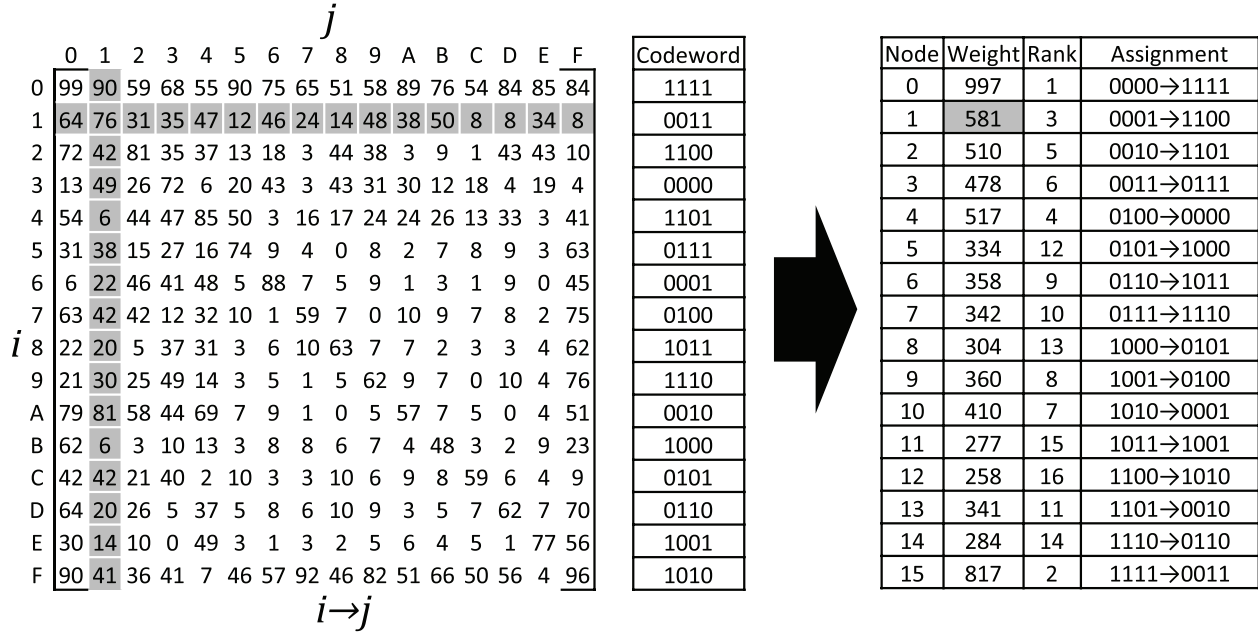 j
0 1 2 3 4 5 6 7 8 9 A B C D E F
0 99 90 59 68 55 90 75 65 51 58 89 76 54 84 85 84
1 64 76 31 35 47 12 46 24 14 48 38 50 8 8 34 8
2 72 42 81 35 37 13 18 3 44 38 3 9 1 43 43 10
3 13 49 26 72 6 20 43 3 43 31 30 12 18 4 19 4
4 54 6 44 47 85 50 3 16 17 24 24 26 13 33 3 41
5 31 38 15 27 16 74 9 4 0 8 2 7 8 9 3 63
6 6 22 46 41 48 5 88 7 5 9 1 3 1 9 0 45
7 63 42 42 12 32 10 1 59 7 0 10 9 7 8 2 75
i
8 22 20 5 37 31 3 6 10 63 7 7 2 3 3 4 62
9 21 30 25 49 14 3 5 1 5 62 9 7 0 10 4 76
A 79 81 58 44 69 7 9 1 0 5 57 7 5 0 4 51
B 62 6 3 10 13 3 8 8 6 7 4 48 3 2 9 23
C 42 42 21 40 2 10 3 3 10 6 9 8 59 6 4 9
D 64 20 26 5 37 5 8 6 10 9 3 5 7 62 7 70
E 30 14 10 0 49 3 1 3 2 5 6 4 5 1 77 56
F 90 41 36 41 7 46 57 92 46 82 51 66 50 56 4 96
i→j
Codeword
1111
0011
1100
0000
1101
0111
0001
0100
1011
1110
0010
1000
0101
0110
1001
1010
Node Weight Rank Assignment
0 997 1 0000→1111
1 581 3 0001→1100
2 510 5 0010→1101
3 478 6 0011→0111
4 517 4 0100→0000
5 334 12 0101→1000
6 358 9 0110→1011
7 342 10 0111→1110
8 304 13 1000→0101
9 360 8 1001→0100
10 410 7 1010→0001
11 277 15 1011→1001
12 258 16 1100→1010
13 341 11 1101→0010
14 284 14 1110→0110
15 817 2 1111→0011